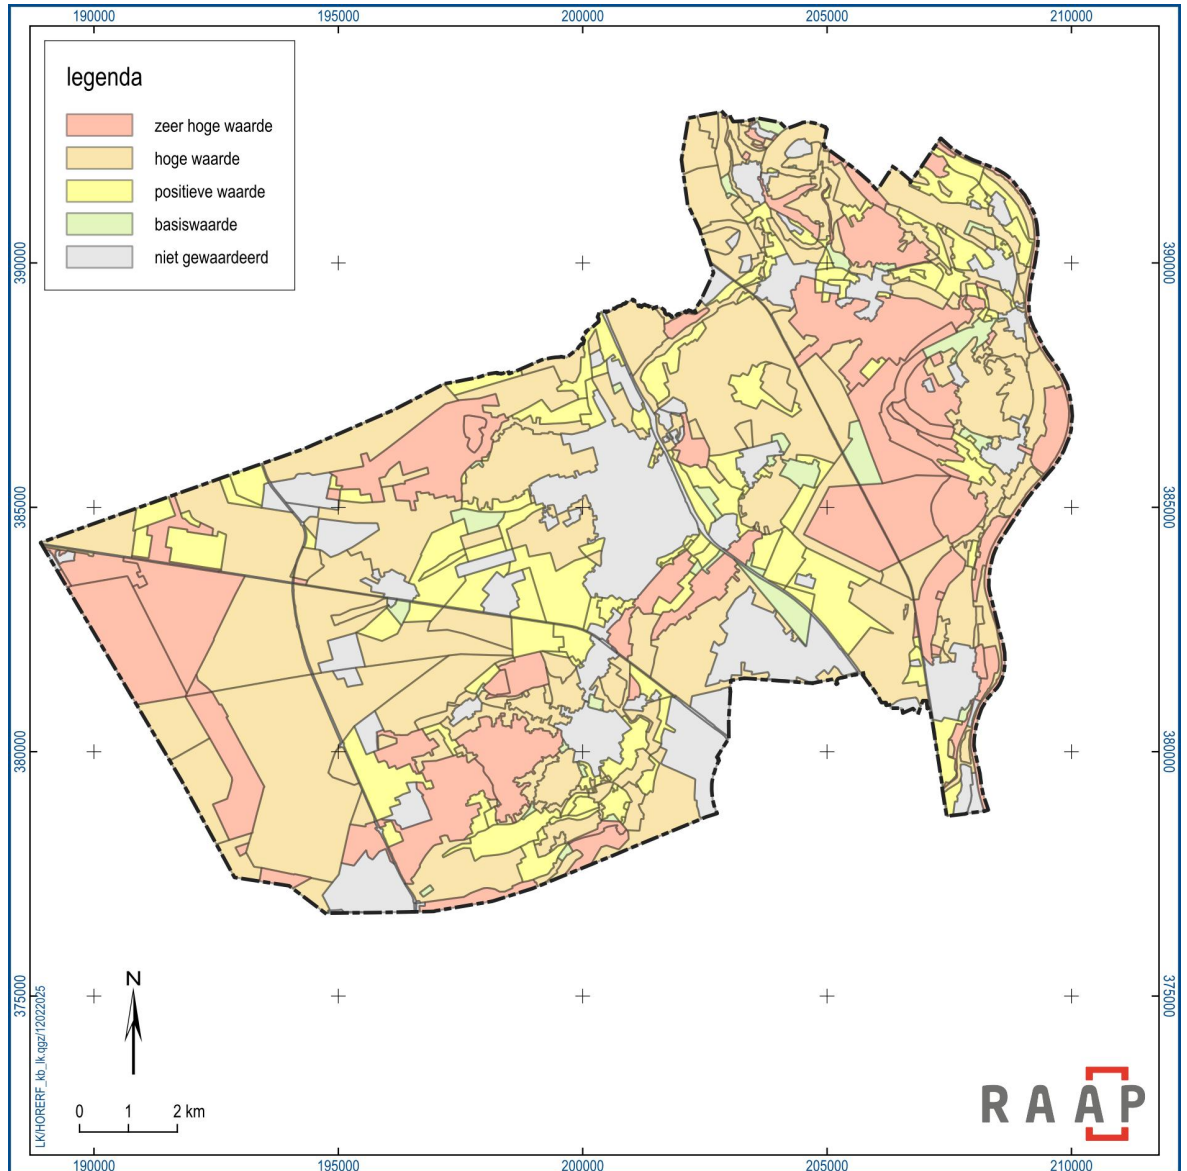 190000 195000 200000 205000 210000
legenda
zeer hoge waarde
hoge waarde
positieve waarde
basiswaarde
niet gewaardeerd
390000 390000
385000 385000
380000 380000
375000 375000
N
0 1 2 km
LK/HORERF_kb_lk.qgz/12022025
RAAP
190000 195000 200000 205000 210000